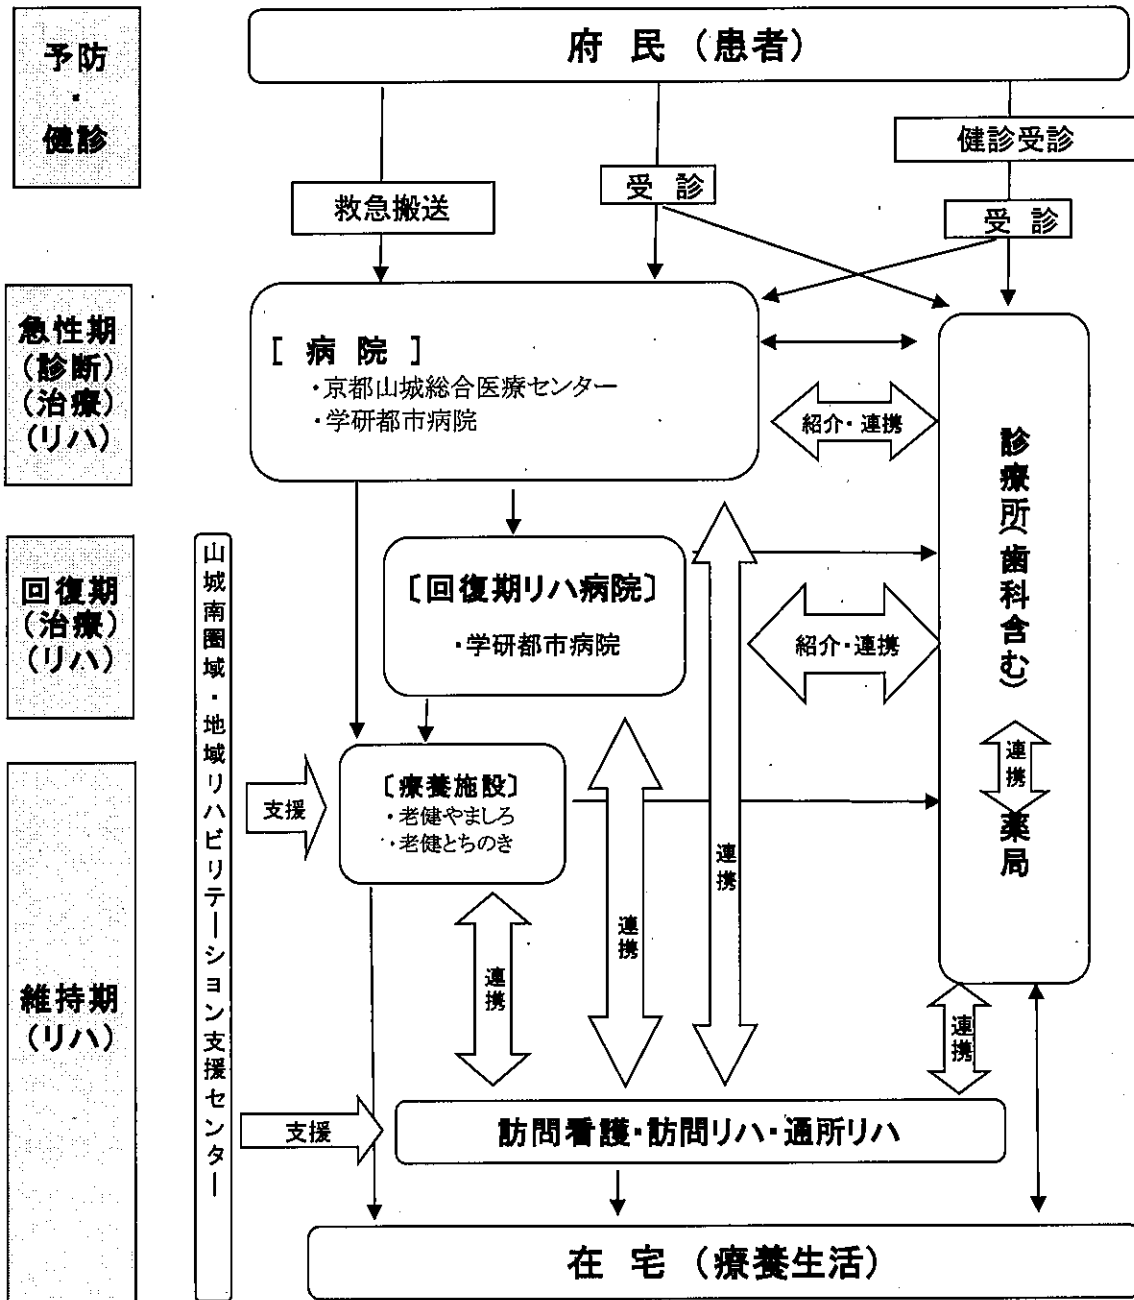 予防
・
健診
府 民 (患者)
健診受診
受 診
救急搬送
受 診
急性期
(診断)
(治療)
(リハ)
[ 病 院 ]
・京都山城総合医療センター
・学研都市病院
紹介・連携
診療所(歯科含む)
連携
薬局
回復期
(治療)
(リハ)
山城南圏域・地域リハビリテーション支援センター
[回復期リハ病院]
・学研都市病院
紹介・連携
維持期
(リハ)
支援
[療養施設]
・老健やましろ
・老健とちのき
連携
連携
連携
連携
支援
訪問看護・訪問リハ・通所リハ
在 宅 (療養生活)